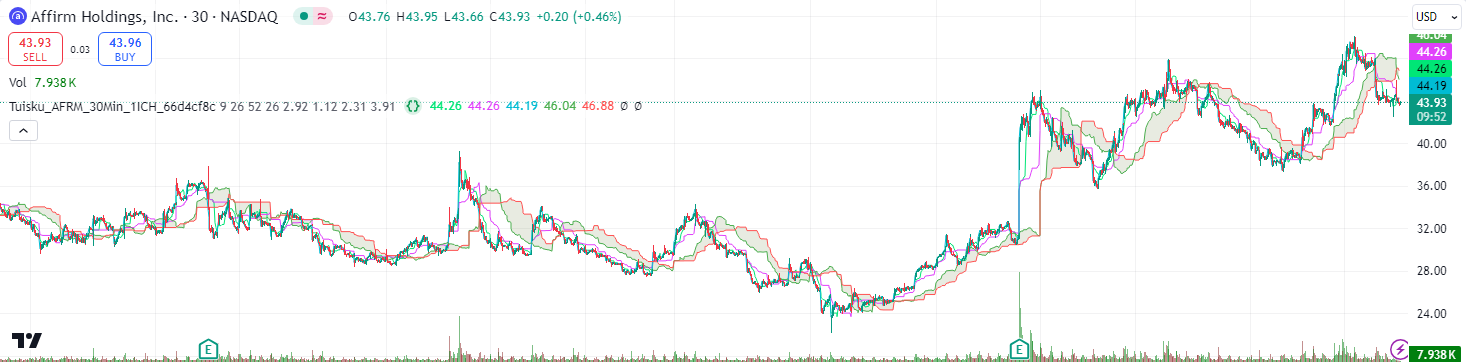 Affirm Holdings, Inc. · 30 · NASDAQ O43.76 H43.95 L43.66 C43.93 +0.20 (+0.46%)
USD
43.93 SELL
0.03
43.96 BUY
Vol 7.938 K
Tuisku_AFRM_30Min_1ICH_66d4cf8c 9 26 52 26 2.92 1.12 2.31 3.91 44.26 44.26 44.19 46.04 46.88 Ø Ø
44.26
44.26
44.19
43.93
09:52
40.00
36.00
32.00
28.00
24.00
E
E
7.938 K